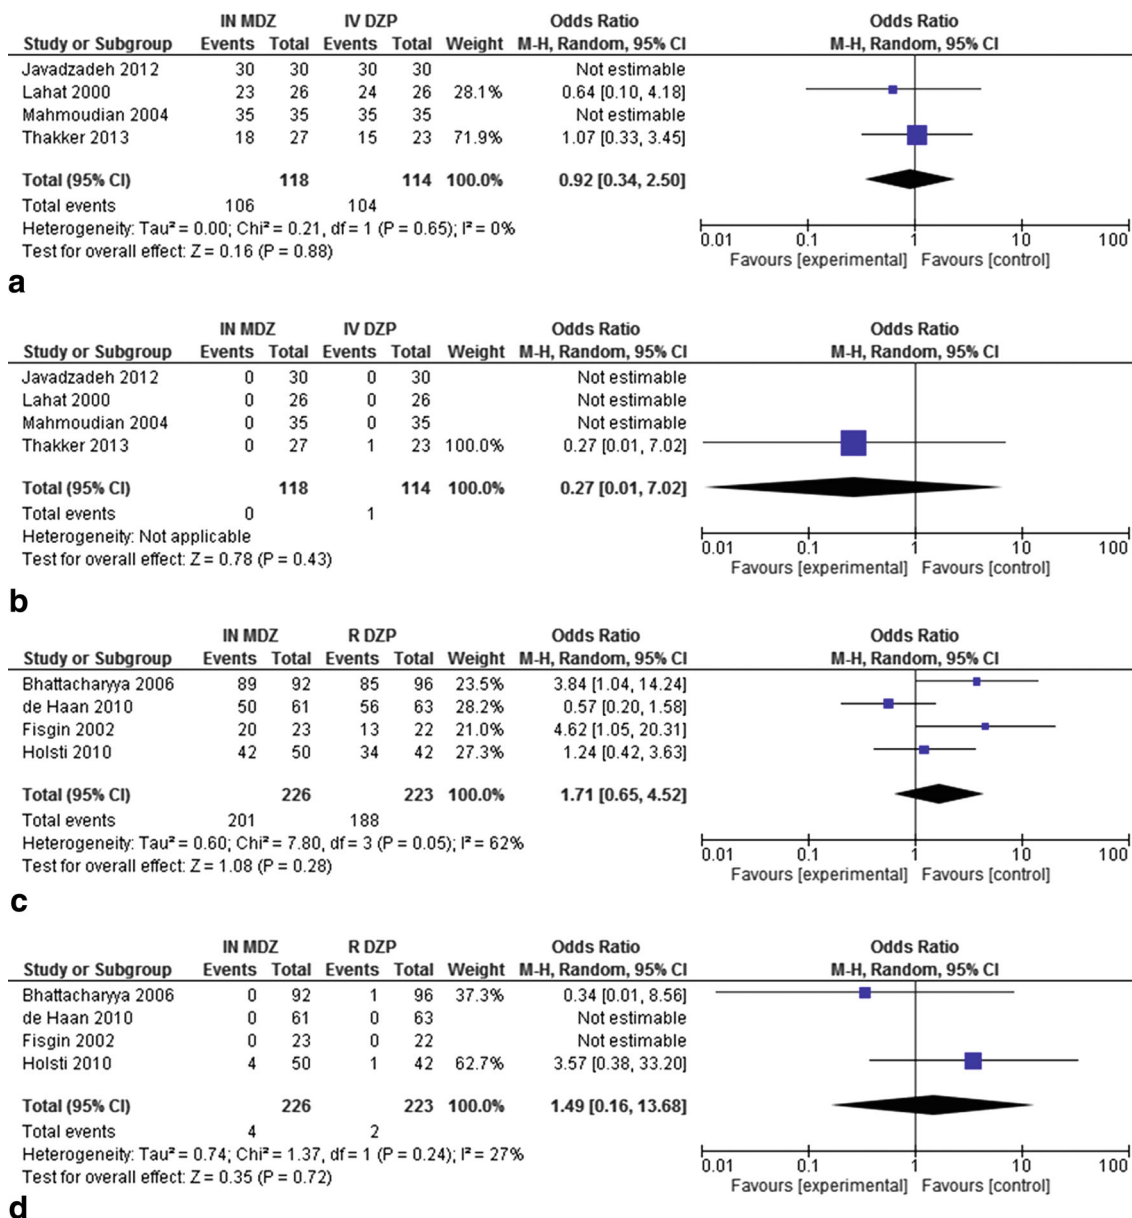 IN MDZ IV DZP Odds Ratio Odds Ratio
Study or Subgroup Events Total Events Total Weight M-H, Random, 95% CI M-H, Random, 95% CI
Javadzadeh 2012 30 30 30 30 Not estimable
Lahat 2000 23 26 24 26 28.1% 0.64 [0.10, 4.18]
Mahmoudian 2004 35 35 35 35 Not estimable
Thakker 2013 18 27 15 23 71.9% 1.07 [0.33, 3.45]
Total (95% CI) 118 114 100.0% 0.92 [0.34, 2.50]
Total events 106 104
Heterogeneity: Tau² = 0.00; Chi² = 0.21, df = 1 (P = 0.65); I² = 0%
Test for overall effect: Z = 0.16 (P = 0.88)
0.01 0.1 1 10 100
Favours [experimental] Favours [control]
a
IN MDZ IV DZP Odds Ratio Odds Ratio
Study or Subgroup Events Total Events Total Weight M-H, Random, 95% CI M-H, Random, 95% CI
Javadzadeh 2012 0 30 0 30 Not estimable
Lahat 2000 0 26 0 26 Not estimable
Mahmoudian 2004 0 35 0 35 Not estimable
Thakker 2013 0 27 1 23 100.0% 0.27 [0.01, 7.02]
Total (95% CI) 118 114 100.0% 0.27 [0.01, 7.02]
Total events 0 1
Heterogeneity: Not applicable
Test for overall effect: Z = 0.78 (P = 0.43)
0.01 0.1 1 10 100
Favours [experimental] Favours [control]
b
IN MDZ R DZP Odds Ratio Odds Ratio
Study or Subgroup Events Total Events Total Weight M-H, Random, 95% CI M-H, Random, 95% CI
Bhattacharyya 2006 89 92 85 96 23.5% 3.84 [1.04, 14.24]
de Haan 2010 50 61 56 63 28.2% 0.57 [0.20, 1.58]
Fisgin 2002 20 23 13 22 21.0% 4.62 [1.05, 20.31]
Holsti 2010 42 50 34 42 27.3% 1.24 [0.42, 3.63]
Total (95% CI) 226 223 100.0% 1.71 [0.65, 4.52]
Total events 201 188
Heterogeneity: Tau² = 0.60; Chi² = 7.80, df = 3 (P = 0.05); I² = 62%
Test for overall effect: Z = 1.08 (P = 0.28)
0.01 0.1 1 10 100
Favours [experimental] Favours [control]
c
IN MDZ R DZP Odds Ratio Odds Ratio
Study or Subgroup Events Total Events Total Weight M-H, Random, 95% CI M-H, Random, 95% CI
Bhattacharyya 2006 0 92 1 96 37.3% 0.34 [0.01, 8.56]
de Haan 2010 0 61 0 63 Not estimable
Fisgin 2002 0 23 0 22 Not estimable
Holsti 2010 4 50 1 42 62.7% 3.57 [0.38, 33.20]
Total (95% CI) 226 223 100.0% 1.49 [0.16, 13.68]
Total events 4 2
Heterogeneity: Tau² = 0.74; Chi² = 1.37, df = 1 (P = 0.24); I² = 27%
Test for overall effect: Z = 0.35 (P = 0.72)
0.01 0.1 1 10 100
Favours [experimental] Favours [control]
d